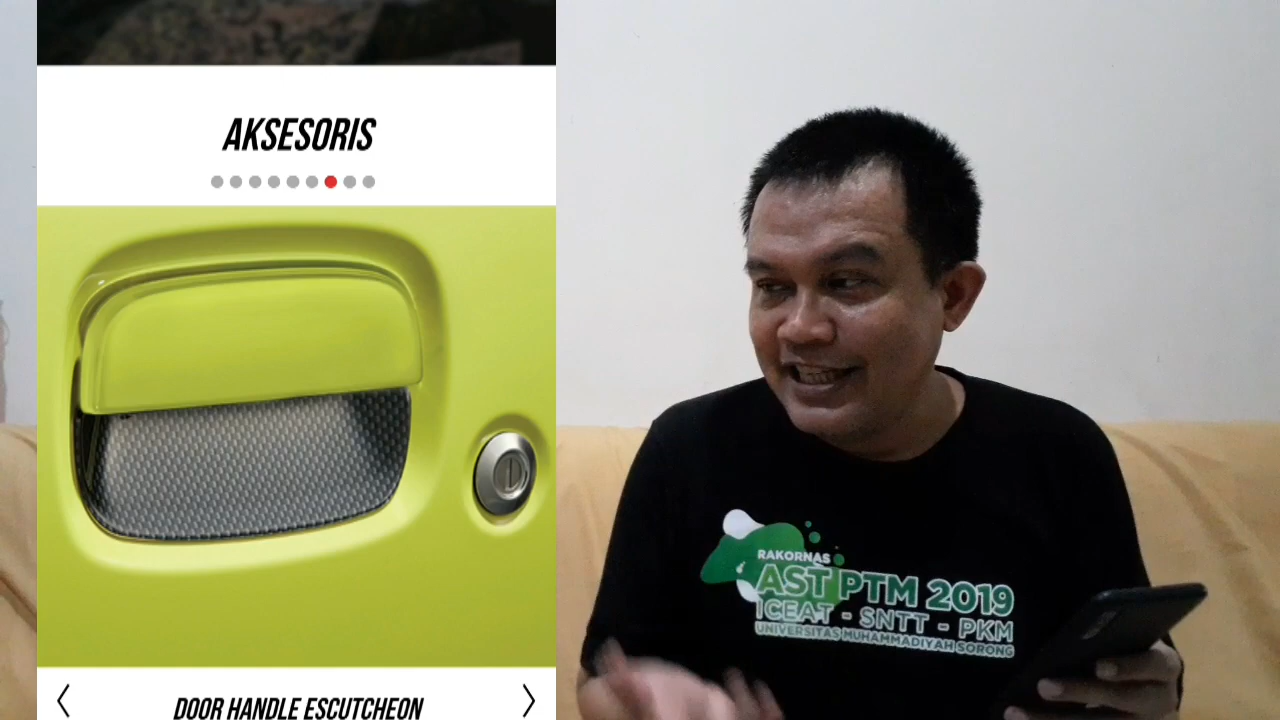 AKSESORIS
DOOR HANDLE ESCUTCHEON
RAKORNAS
AST PTM 2019
ICEAT - SNTT - PKM
UNIVERSITAS MUHAMMADIYAH SORONG